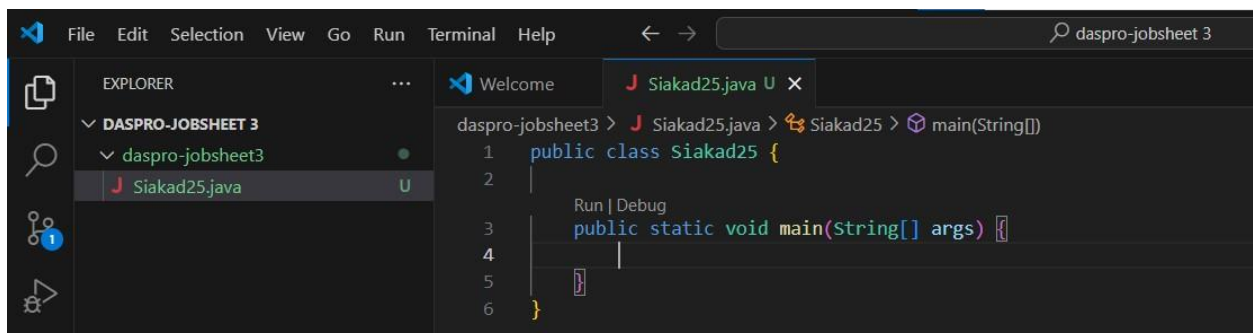 File Edit Selection View Go Run Terminal Help ← → daspro-jobsheet 3
EXPLORER ...
Welcome
J Siakad25.java U ×
DASPRO-JOBSHEET 3
daspro-jobsheet3
J Siakad25.java U
1
daspro-jobsheet3 > J Siakad25.java > Siakad25 > main(String[])
1 public class Siakad25 {
2
Run | Debug
3 public static void main(String[] args) {
4
5 }
6 }